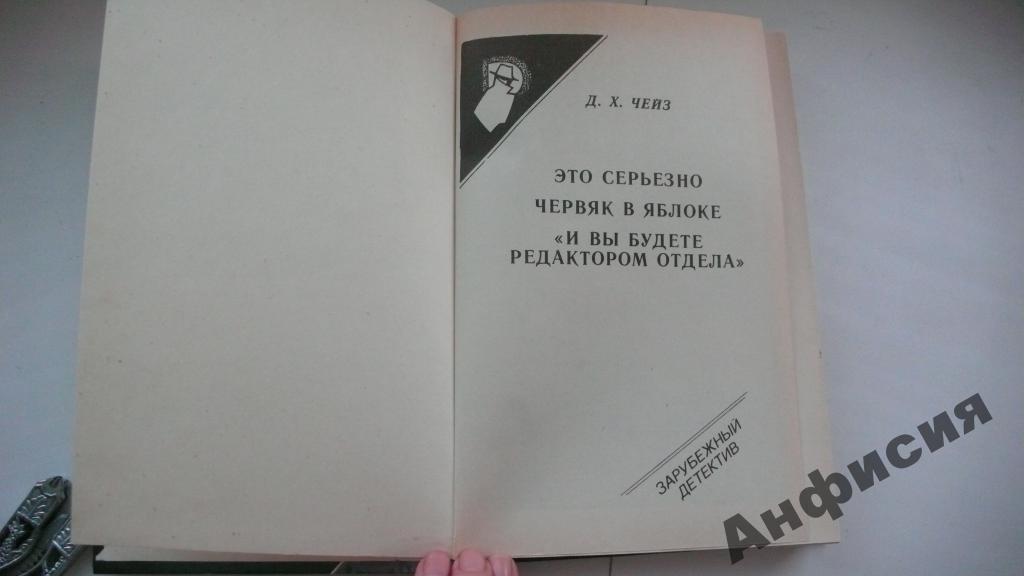 Д. Х. ЧЕЙЗ
ЭТО СЕРЬЕЗНО
ЧЕРВЯК В ЯБЛОКЕ
«И ВЫ БУДЕТЕ
РЕДАКТОРОМ ОТДЕЛА»
ЗАРУБЕЖНЫЙ
ДЕТЕКТИВ
Анфисия